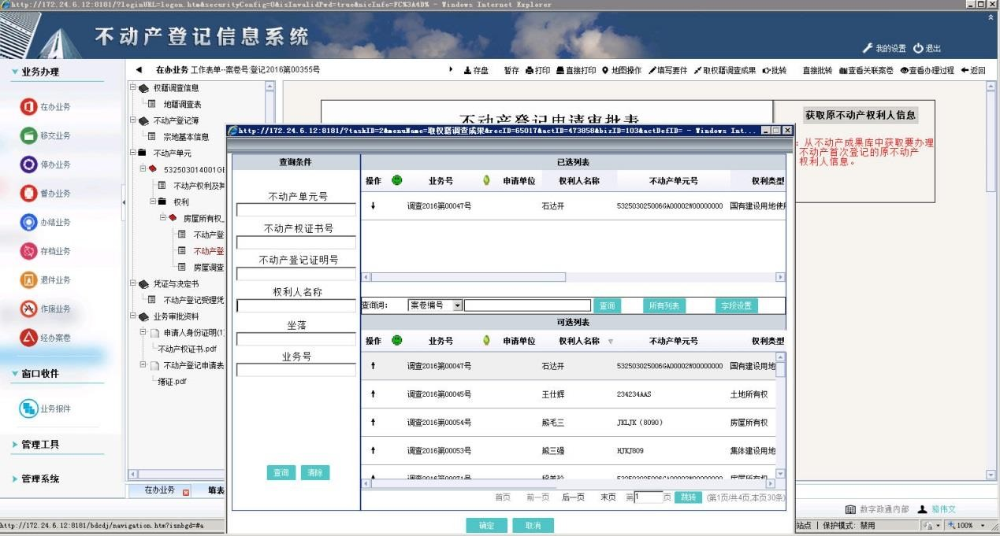 http://172.24.6.12:8181/?loginURL=logon.htm&securityConfig=0&isInvalidPwd=true&nicInfo=FC%3A4D% - Windows Internet Explorer
不动产登记信息系统
我的设置 退出
业务办理
在办业务
移交业务
停办业务
督办业务
办结业务
存档业务
退件业务
作废业务
经办案卷
窗口收件
业务报件
管理工具
管理系统
在办业务 工作表单--案卷号:登记2016第00355号
存盘 暂存 打印 直接打印 地图操作 填写要件 取权籍调查成果 批转 直接批转 查看关联案卷 查看办理过程 返回
权籍调查信息
地籍调查表
不动产登记簿
宗地基本信息
不动产单元
532503014001GB
不动产权利及其
权利
房屋所有权_
不动产登
不动产登
房屋调查
凭证与决定书
不动产登记受理凭
业务审批资料
申请人身份证明(1
不动产权证书.pdf
不动产登记申请表
缮证.pdf
在办业务 填表
不动产登记申请审批表
获取原不动产权利人信息
：从不动产成果库中获取要办理
不动产首次登记的原不动产
权利人信息。
http://172.24.6.12:8181/?taskID=2&menuName=取权籍调查成果&recID=65017&actID=473858&bizID=103&actDefID= - Windows Int...
查询条件
不动产单元号
不动产权证书号
不动产登记证明号
权利人名称
坐落
业务号
查询 清除
已选列表
操作 业务号 申请单位 权利人名称 不动产单元号 权利类型
↓ 调查2016第00047号 石达开 532503025006GA00002W00000000 国有建设用地使用
查询词: 案卷编号 查询 所有列表 字段设置
可选列表
操作 业务号 申请单位 权利人名称 不动产单元号 权利类型
↑ 调查2016第00047号 石达开 532503025006GA00002W00000000 国有建设用地
↑ 调查2016第00045号 王仕辉 234234AAS 土地所有权
↑ 调查2016第00054号 熊毛三 JKLJK（8090） 房屋所有权
↑ 调查2016第00053号 熊三强 HJKJ809 集体建设用地
首页 前一页 后一页 末页 第1页 跳转 (第1页/共4页,本页30条)
确定 取消
数字政通内部 骆伟文
http://172.24.6.12:8181/bdcdj/navigation.htm?isnbgd=#a
站点 | 保护模式: 禁用
100%